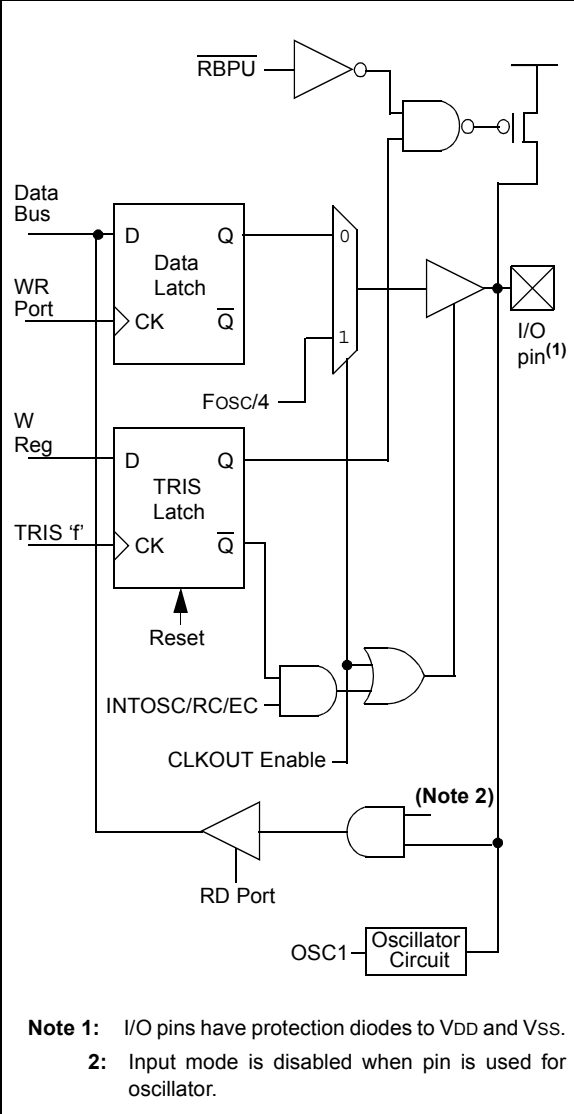 R̅B̅P̅U̅
Data
Bus
D
Q
0
Data
Latch
WR
Port
CK
Q̅
1
I/O
pin(1)
FOSC/4
W
Reg
D
Q
TRIS
Latch
TRIS ‘f’
CK
Q̅
Reset
INTOSC/RC/EC
CLKOUT Enable
(Note 2)
RD Port
OSC1
Oscillator
Circuit
Note 1: I/O pins have protection diodes to VDD and VSS.
2: Input mode is disabled when pin is used for
oscillator.